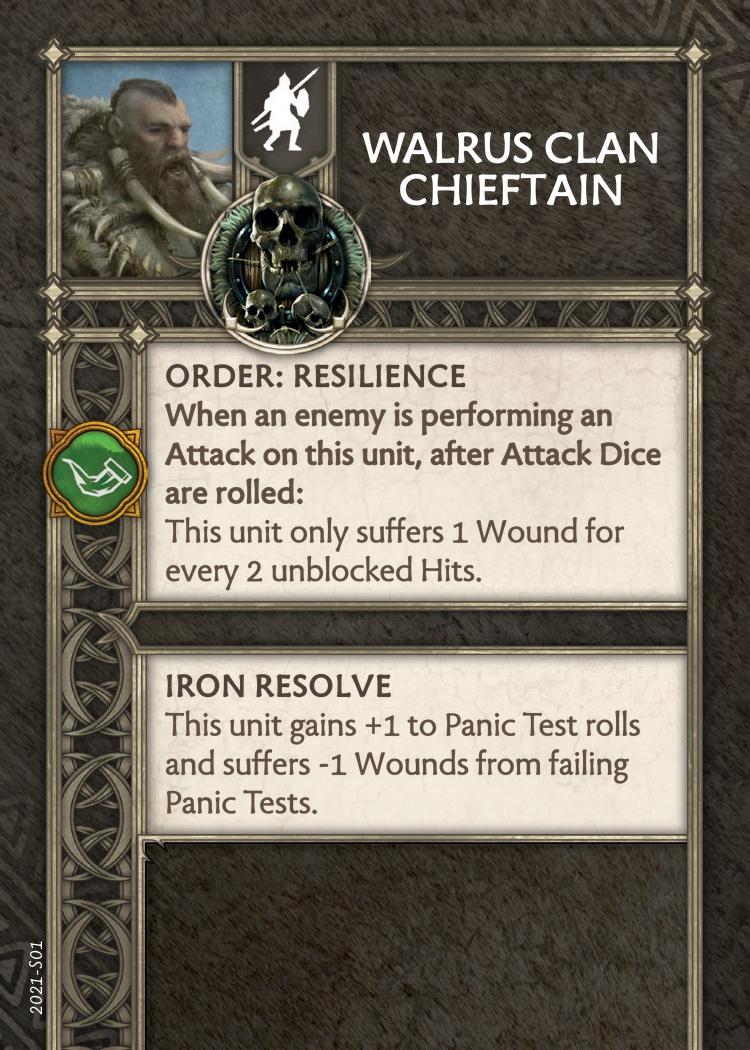 WALRUS CLAN
CHIEFTAIN
ORDER: RESILIENCE
When an enemy is performing an
Attack on this unit, after Attack Dice
are rolled:
This unit only suffers 1 Wound for
every 2 unblocked Hits.
IRON RESOLVE
This unit gains +1 to Panic Test rolls
and suffers -1 Wounds from failing
Panic Tests.
2021-S01